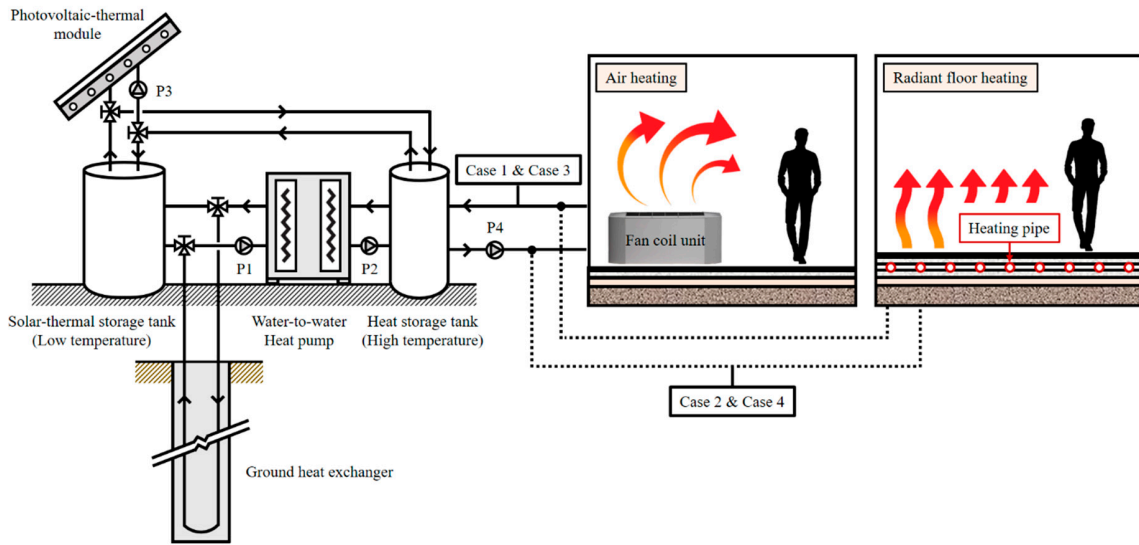 Photovoltaic-thermal
module
P3
Air heating
Radiant floor heating
Case 1 & Case 3
Fan coil unit
Heating pipe
P4
P1
P2
Solar-thermal storage tank
(Low temperature)
Water-to-water
Heat pump
Heat storage tank
(High temperature)
Case 2 & Case 4
Ground heat exchanger